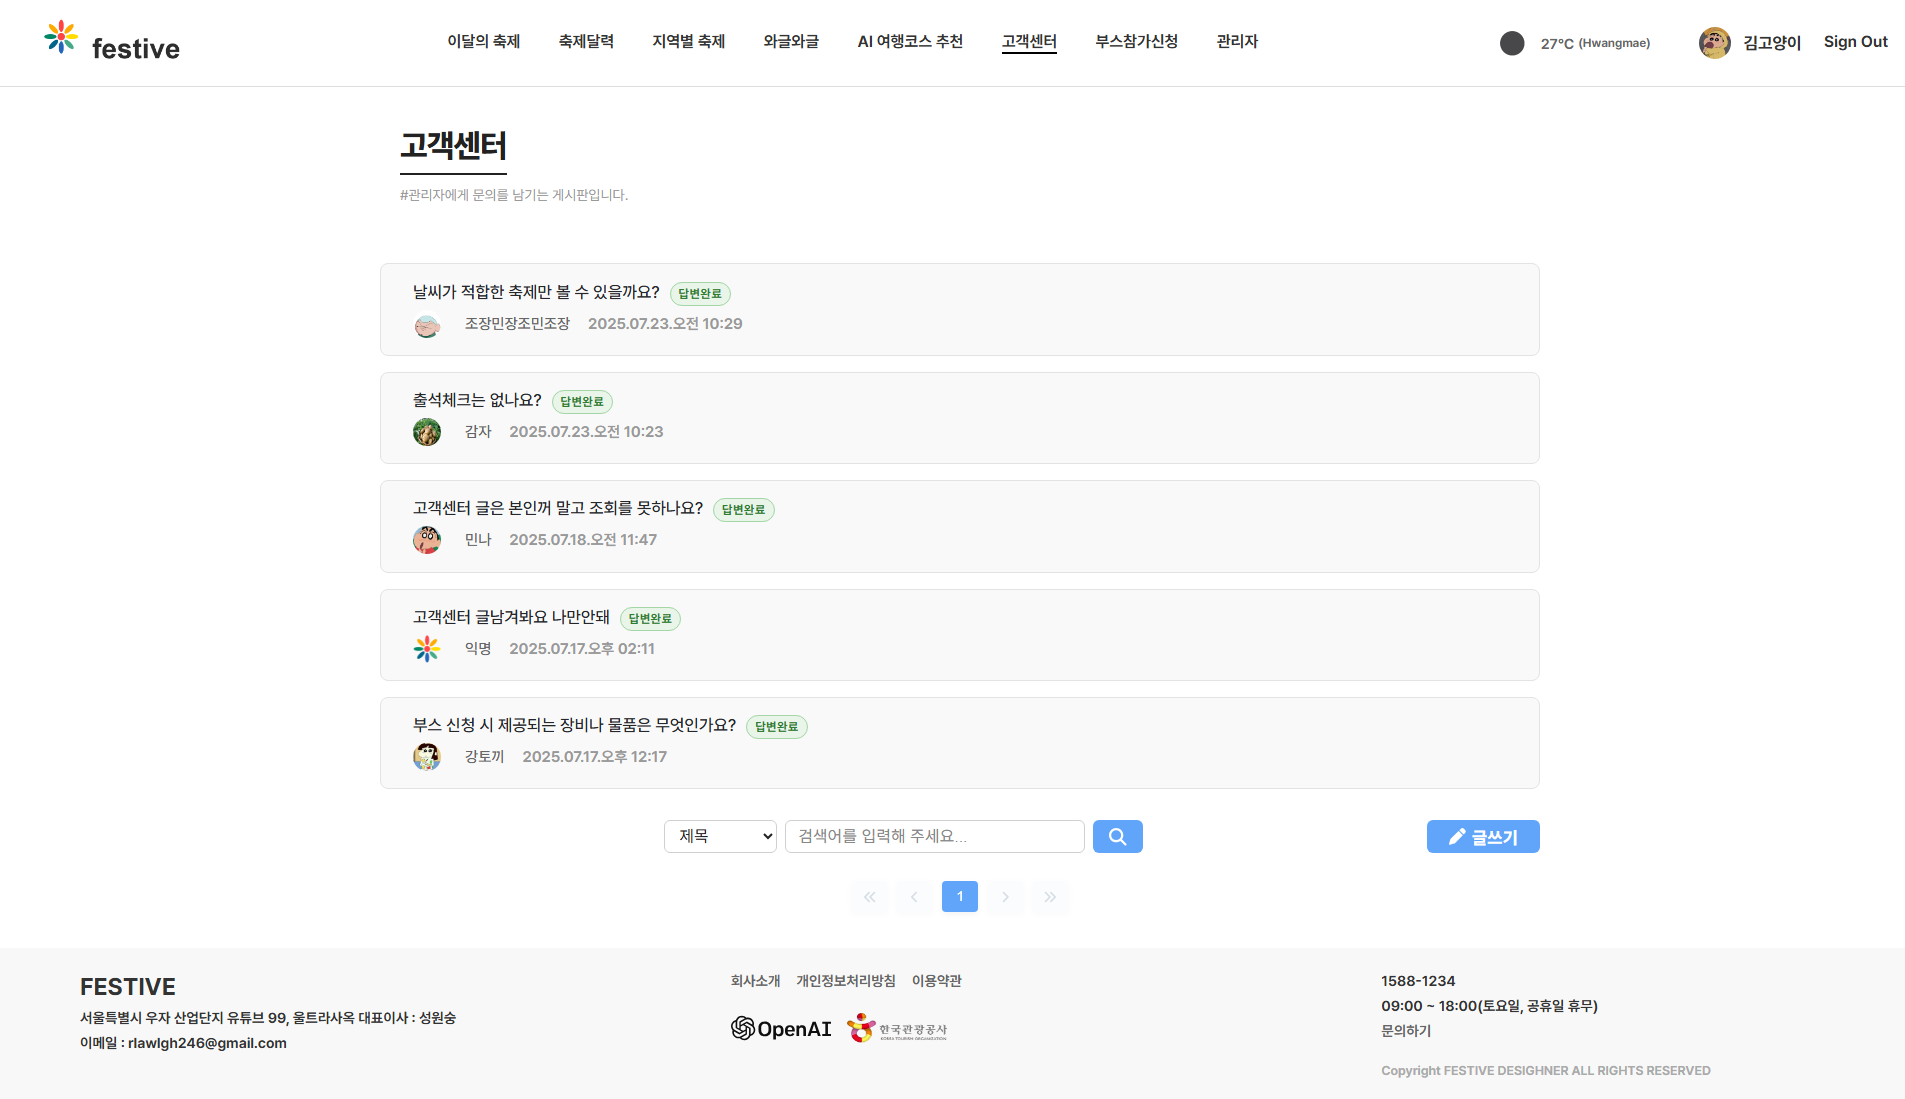 festive
이달의 축제 축제달력 지역별 축제 와글와글 AI 여행코스 추천 고객센터 부스참가신청 관리자
27°C (Hwangmae)
김고양이 Sign Out
고객센터
#관리자에게 문의를 남기는 게시판입니다.
날씨가 적합한 축제만 볼 수 있을까요? 답변완료
조장민장조민조장 2025.07.23.오전 10:29
출석체크는 없나요? 답변완료
감자 2025.07.23.오전 10:23
고객센터 글은 본인꺼 말고 조회를 못하나요? 답변완료
민나 2025.07.18.오전 11:47
고객센터 글남겨봐요 나만안돼 답변완료
익명 2025.07.17.오후 02:11
부스 신청 시 제공되는 장비나 물품은 무엇인가요? 답변완료
강토끼 2025.07.17.오후 12:17
제목 검색어를 입력해 주세요... 글쓰기
« ‹ 1 › »
FESTIVE
서울특별시 우자 산업단지 유튜브 99, 울트라사옥 대표이사 : 성원숭
이메일 : rlawlgh246@gmail.com
회사소개 개인정보처리방침 이용약관
OpenAI 한국관광공사
KOREA TOURISM ORGANIZATION
1588-1234
09:00 ~ 18:00(토요일, 공휴일 휴무)
문의하기
Copyright FESTIVE DESIGHNER ALL RIGHTS RESERVED